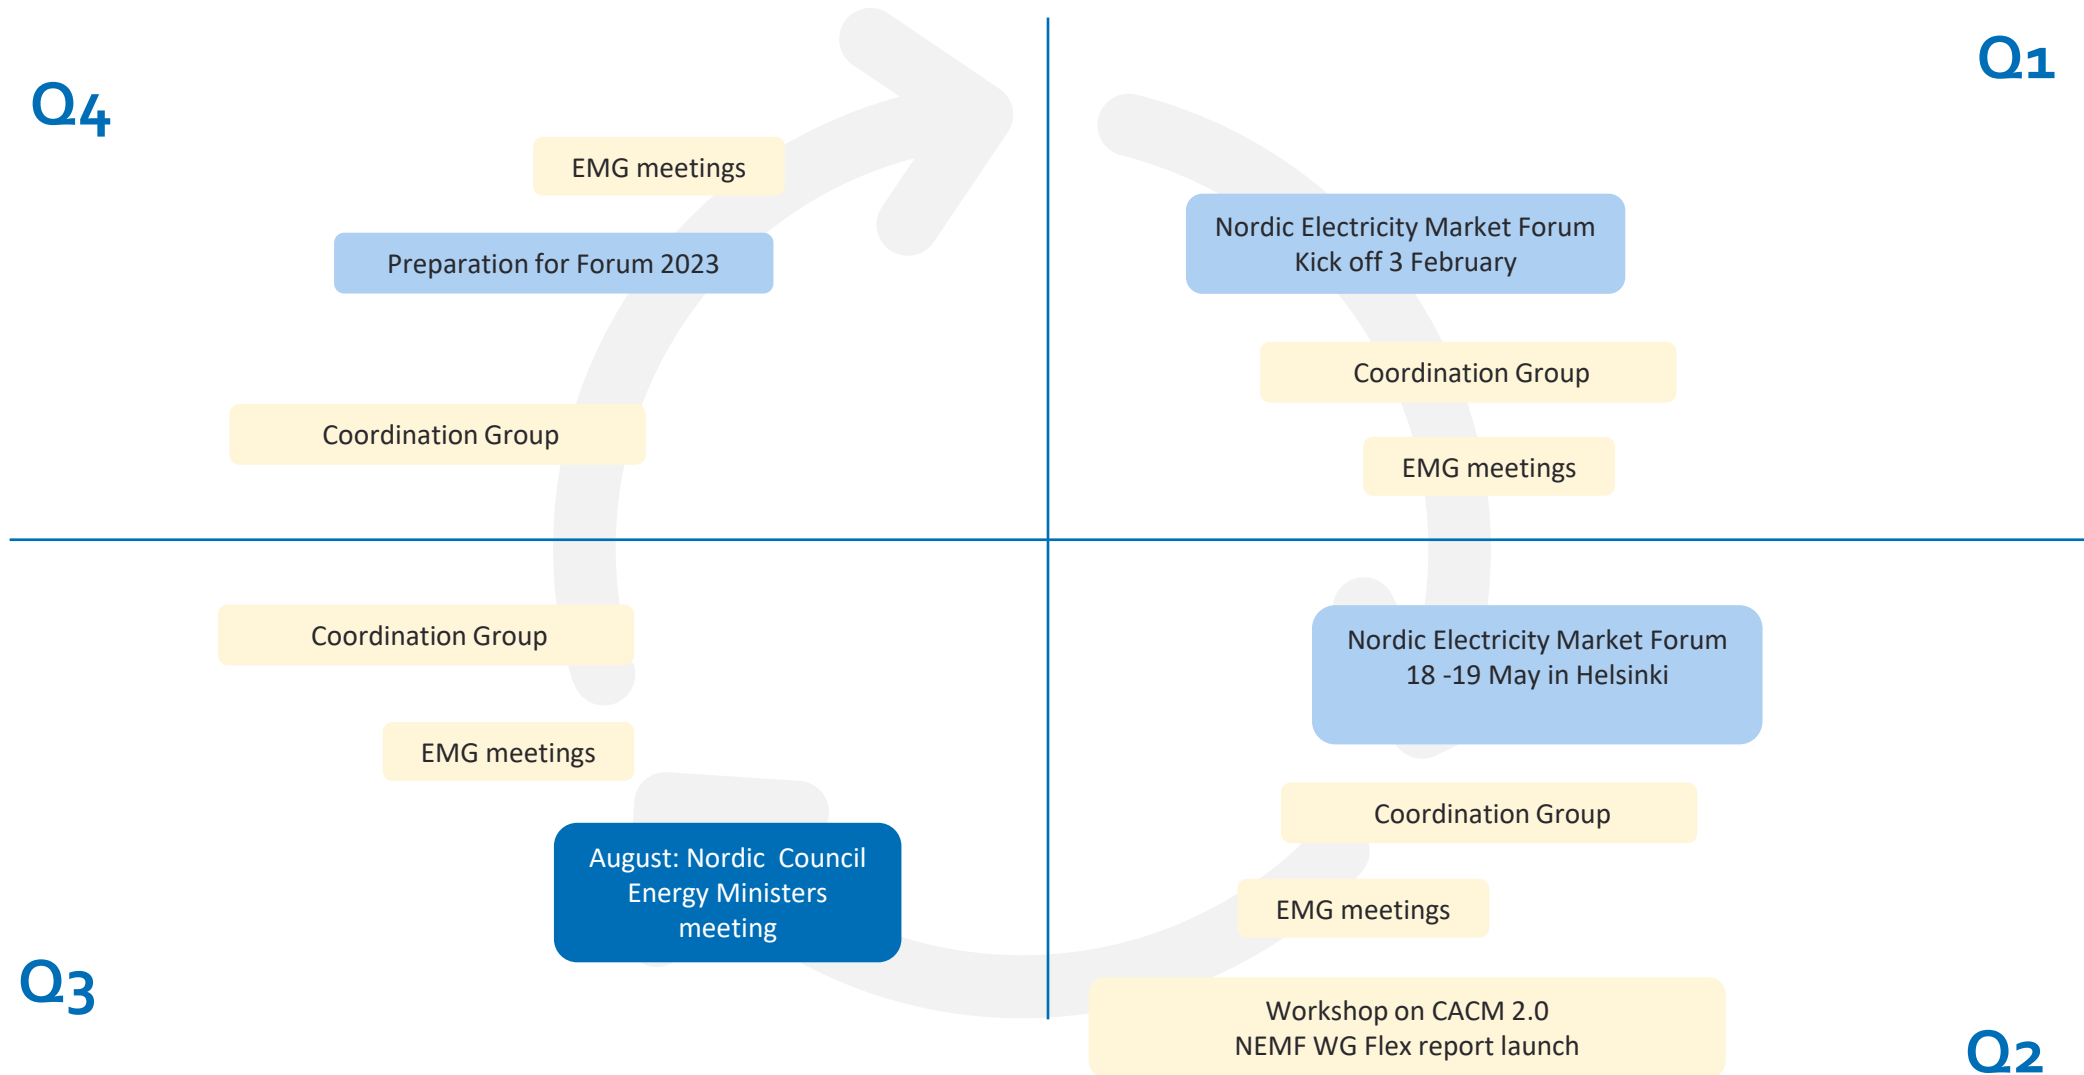 Q1
Nordic Electricity Market Forum
Kick off 3 February
Coordination Group
EMG meetings
Nordic Electricity Market Forum
18 -19 May in Helsinki
Coordination Group
EMG meetings
Workshop on CACM 2.0
NEMF WG Flex report launch
Q2
Q3
August: Nordic  Council
Energy Ministers
meeting
EMG meetings
Coordination Group
Q4
Coordination Group
Preparation for Forum 2023
EMG meetings